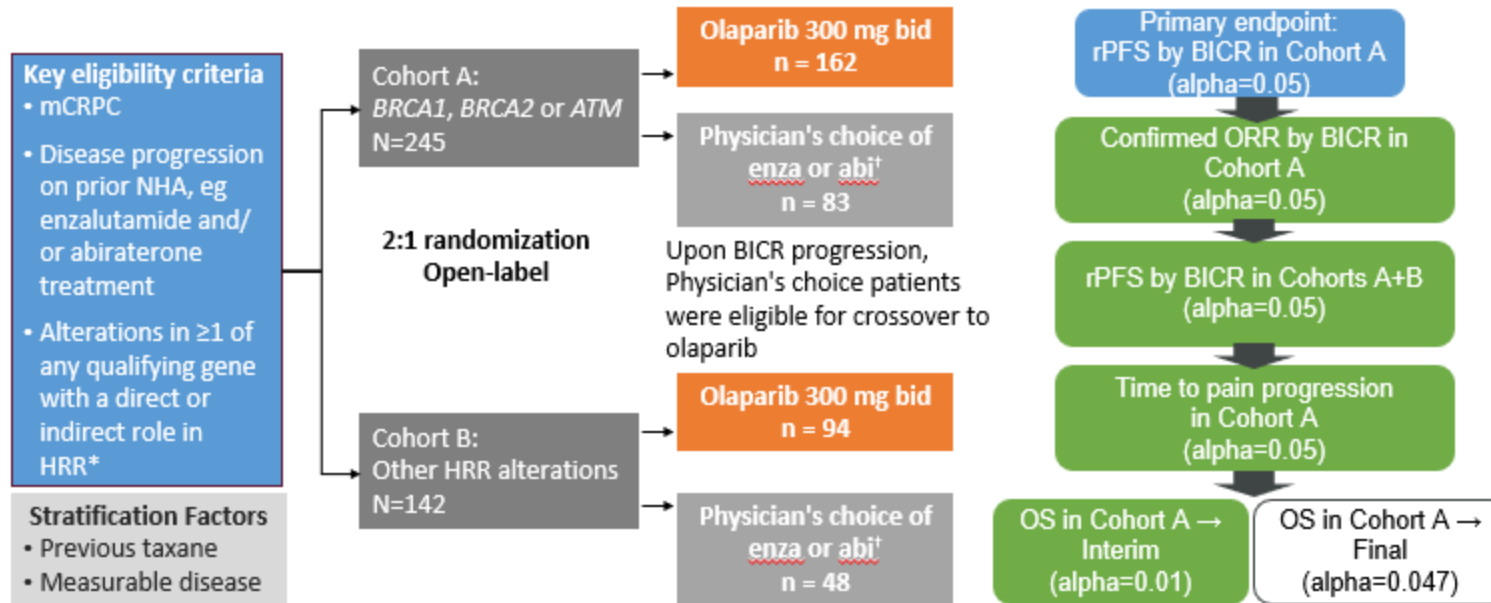 Key eligibility criteria
• mCRPC
• Disease progression
on prior NHA, eg
enzalutamide and/
or abiraterone
treatment
• Alterations in ≥1 of
any qualifying gene
with a direct or
indirect role in
HRR*
Stratification Factors
• Previous taxane
• Measurable disease
Cohort A:
BRCA1, BRCA2 or ATM
N=245
2:1 randomization
Open-label
Cohort B:
Other HRR alterations
N=142
Olaparib 300 mg bid
n = 162
Physician's choice of
enza or abi†
n = 83
Upon BICR progression,
Physician's choice patients
were eligible for crossover to
olaparib
Olaparib 300 mg bid
n = 94
Physician's choice of
enza or abi†
n = 48
Primary endpoint:
rPFS by BICR in Cohort A
(alpha=0.05)
Confirmed ORR by BICR in
Cohort A
(alpha=0.05)
rPFS by BICR in Cohorts A+B
(alpha=0.05)
Time to pain progression
in Cohort A
(alpha=0.05)
OS in Cohort A →
Interim
(alpha=0.01)
OS in Cohort A →
Final
(alpha=0.047)